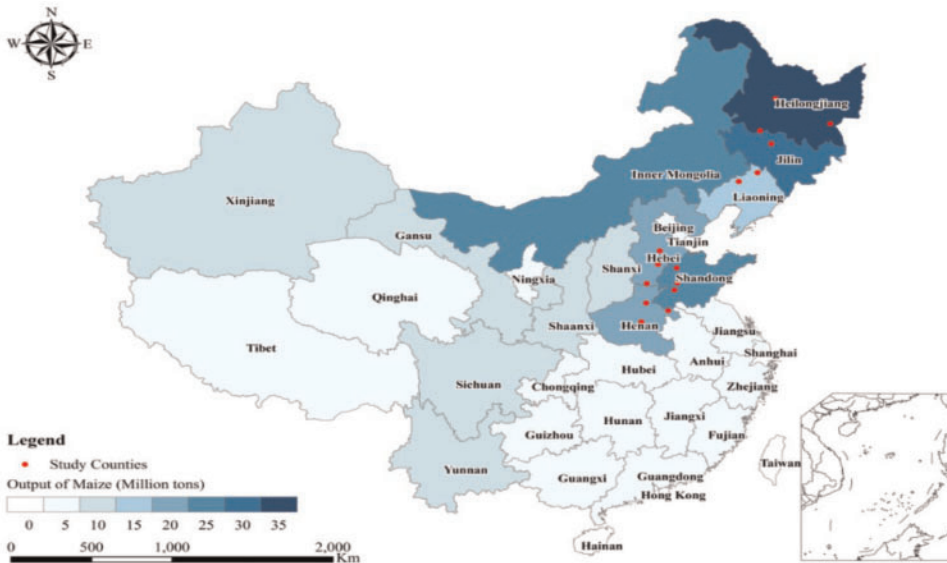 N
W E
S
Heilongjiang
Jilin
Inner Mongolia
Liaoning
Xinjiang
Beijing
Gansu
Tianjin
Hebei
Shanxi
Ningxia
Shandong
Qinghai
Shaanxi
Henan
Jiangsu
Tibet
Shanghai
Hubei
Anhui
Sichuan
Chongqing
Zhejiang
Hunan
Jiangxi
Guizhou
Fujian
Legend
Study Counties
Yunnan
Taiwan
Guangxi
Guangdong
Output of Maize (Million tons)
Hong Kong
0 5 10 15 20 25 30 35
Hainan
0 500 1,000 2,000
Km